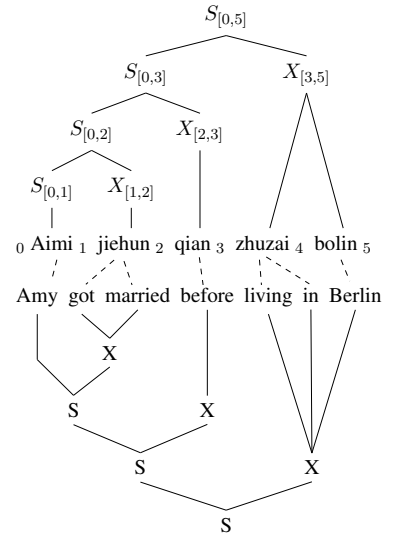 S[0,5]
S[0,3] X[3,5]
S[0,2] X[2,3]
S[0,1] X[1,2]
0 Aimi 1 jiehun 2 qian 3 zhuzai 4 bolin 5
Amy got married before living in Berlin
X
S X
S X
S